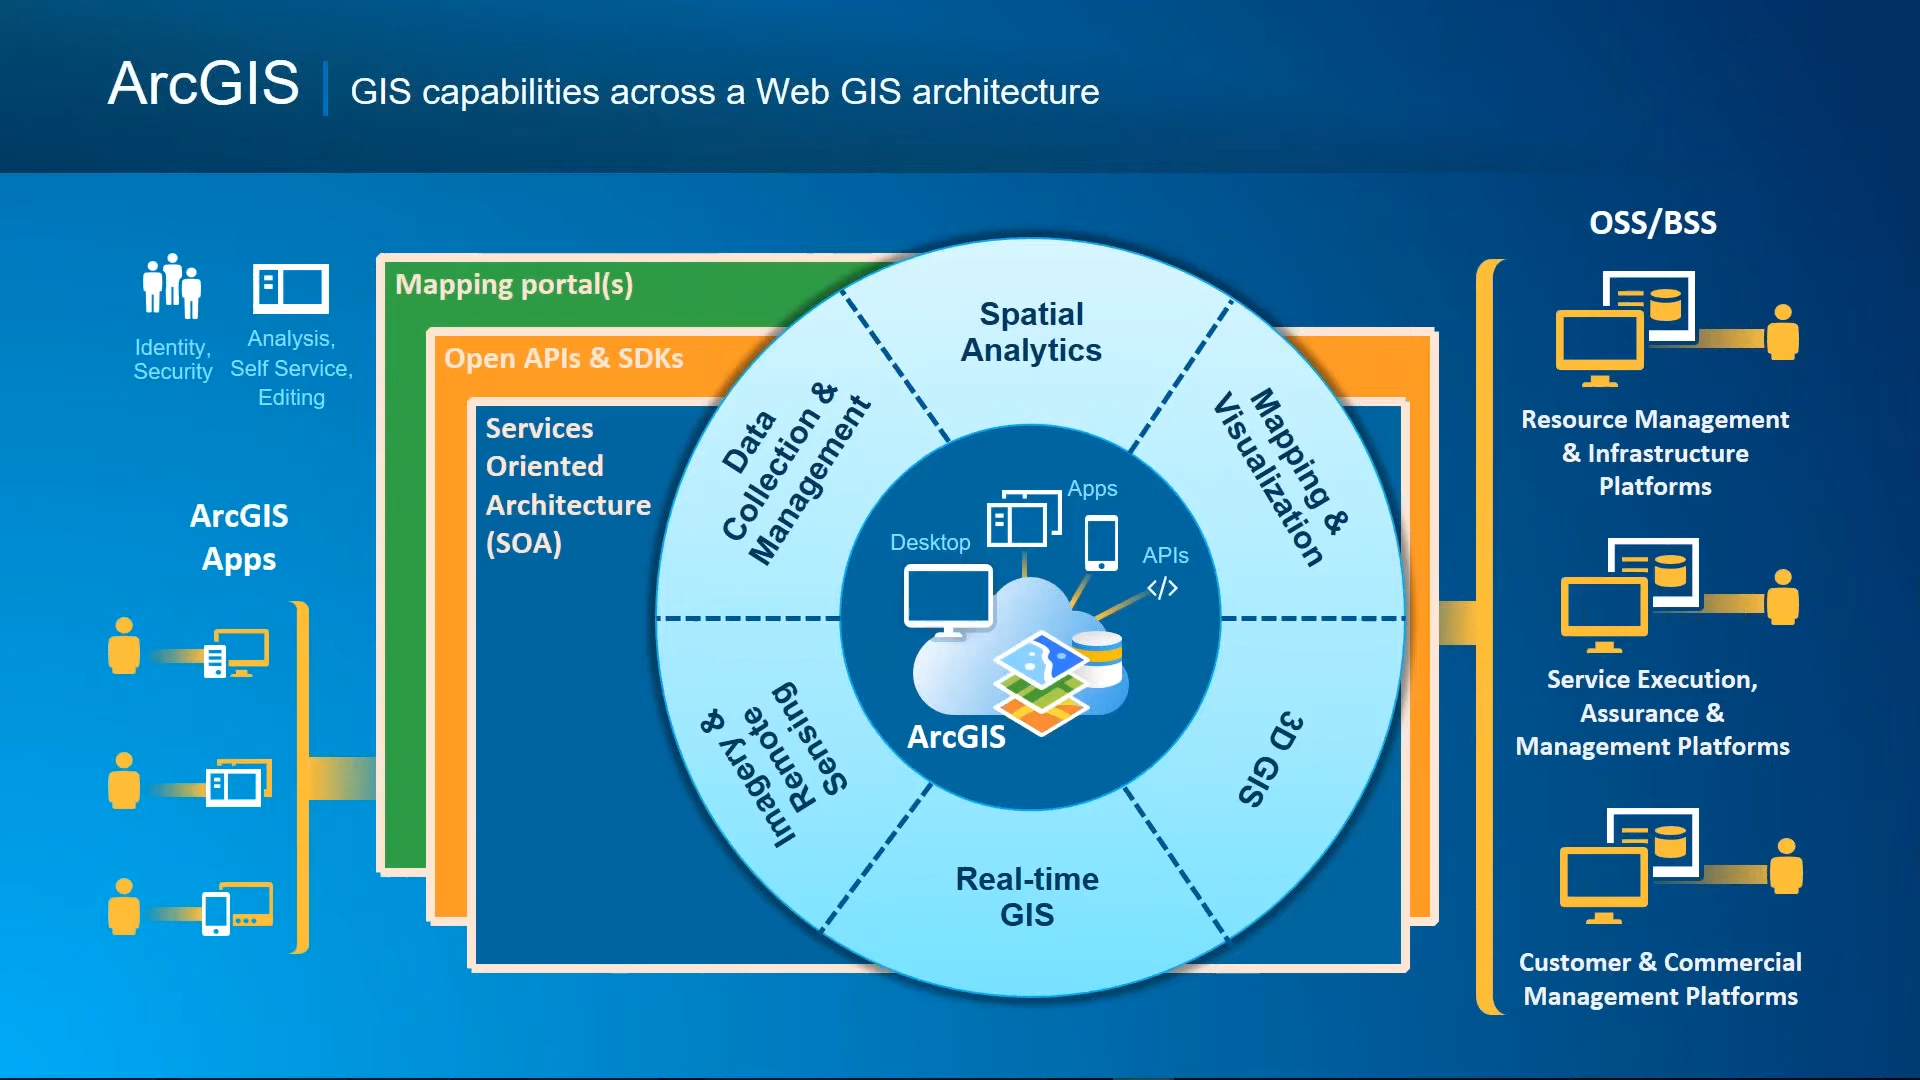 ArcGIS
GIS capabilities across a Web GIS architecture
Identity,
Security
Analysis,
Self Service,
Editing
ArcGIS
Apps
Mapping portal(s)
Open APIs & SDKs
Services
Oriented
Architecture
(SOA)
Spatial
Analytics
Data
Collection &
Management
Mapping &
Visualization
Imagery &
Remote
Sensing
3D GIS
Real-time
GIS
Desktop
Apps
APIs
</>
ArcGIS
OSS/BSS
Resource Management
& Infrastructure
Platforms
Service Execution,
Assurance &
Management Platforms
Customer & Commercial
Management Platforms